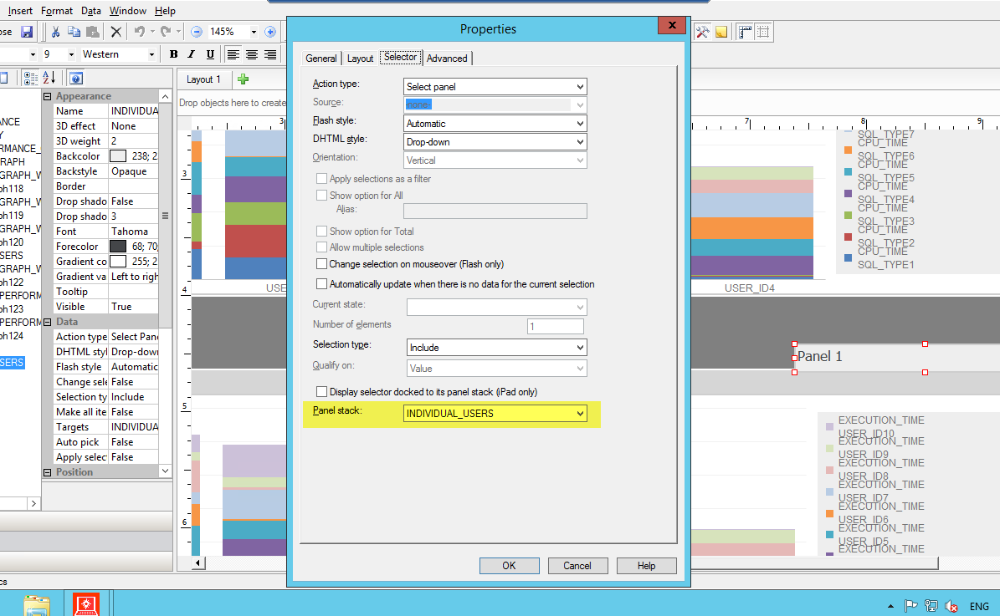 Insert Format Data Window Help
ose
145%
9 Western B I U
Layout 1
Drop objects here to create
Appearance
Name INDIVIDUA
3D effect None
3D weight 2
Backcolor 238; 2
Backstyle Opaque
Border
Drop shado False
Drop shado 3
Font Tahoma
Forecolor 68; 70;
Gradient co 255; 2
Gradient va Left to righ
Tooltip
Visible True
Data
Action type Select Pane
DHTML styl Drop-down
Flash style Automatic
Change sele False
Selection ty Include
Make all ite False
Targets INDIVIDUA
Auto pick False
Apply selec False
Position
ANCE
Y
RMANCE_
GRAPH
GRAPH_W
ph118
GRAPH_W
ph119
GRAPH_W
ph120
SERS
GRAPH_W
ph122
PERFORM
ph123
PERFORM
ph124
SERS
cs
3
3
4
5
6
USE
Properties
x
General Layout Selector Advanced
Action type: Select panel
Source: none
Flash style: Automatic
DHTML style: Drop-down
Orientation: Vertical
Apply selections as a filter
Show option for All
Alias:
Show option for Total
Allow multiple selections
Change selection on mouseover (Flash only)
Automatically update when there is no data for the current selection
Current state:
Number of elements 1
Selection type: Include
Qualify on: Value
Display selector docked to its panel stack (iPad only)
Panel stack: INDIVIDUAL_USERS
OK Cancel Help
7 8 9
SQL_TYPE7
CPU_TIME
SQL_TYPE6
CPU_TIME
SQL_TYPE5
CPU_TIME
SQL_TYPE4
CPU_TIME
SQL_TYPE3
CPU_TIME
SQL_TYPE2
CPU_TIME
SQL_TYPE1
USER_ID4
Panel 1
EXECUTION_TIME
USER_ID10
EXECUTION_TIME
USER_ID9
EXECUTION_TIME
USER_ID8
EXECUTION_TIME
USER_ID7
EXECUTION_TIME
USER_ID6
EXECUTION_TIME
USER_ID5
EXECUTION_TIME
ENG